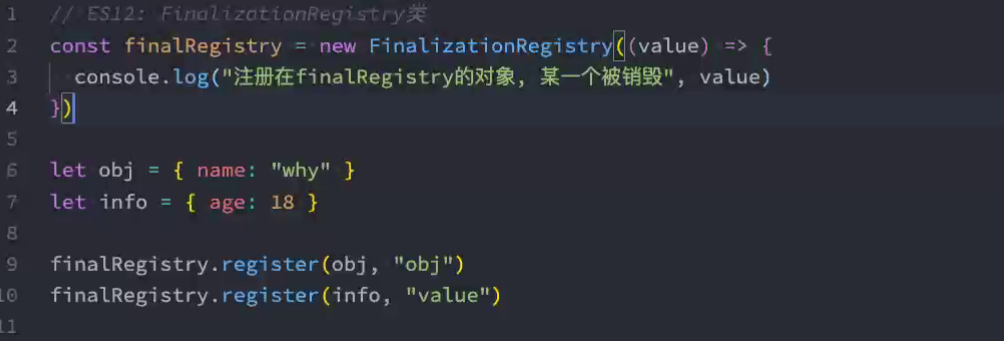 1 // ES12: FinalizationRegistry类
2 const finalRegistry = new FinalizationRegistry((value) => {
3   console.log("注册在finalRegistry的对象, 某一个被销毁", value)
4 })
5
6 let obj = { name: "why" }
7 let info = { age: 18 }
8
9 finalRegistry.register(obj, "obj")
10 finalRegistry.register(info, "value")
11